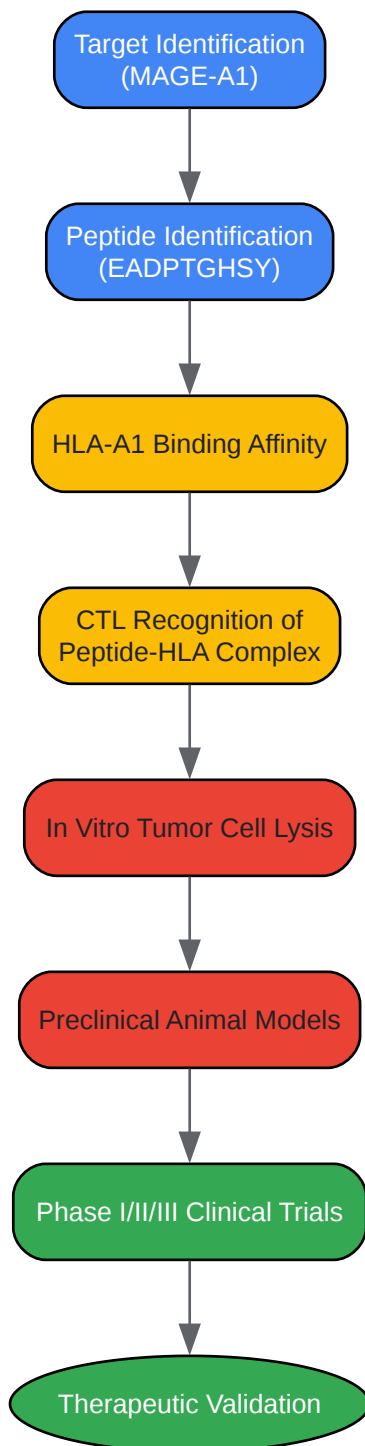 Target Identification
(MAGE-A1)
Peptide Identification
(EADPTGHSY)
HLA-A1 Binding Affinity
CTL Recognition of
Peptide-HLA Complex
In Vitro Tumor Cell Lysis
Preclinical Animal Models
Phase I/II/III Clinical Trials
Therapeutic Validation